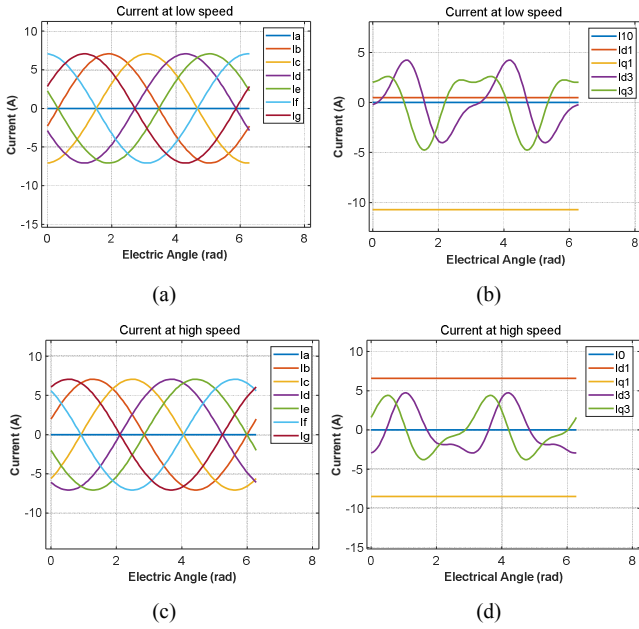 Current at low speed
Current (A)
10
5
0
-5
-10
-15
0
2
4
6
8
Electric Angle (rad)
Ia
Ib
Ic
Id
Ie
If
Ig
(a)
Current at low speed
Current (A)
5
0
-5
-10
0
2
4
6
8
Electrical Angle (rad)
I10
Id1
Iq1
Id3
Iq3
(b)
Current at high speed
Current (A)
10
5
0
-5
-10
0
2
4
6
8
Electric Angle (rad)
Ia
Ib
Ic
Id
Ie
If
Ig
(c)
Current at high speed
Current (A)
10
5
0
-5
-10
-15
0
2
4
6
8
Electrical Angle (rad)
I0
Id1
Iq1
Id3
Iq3
(d)